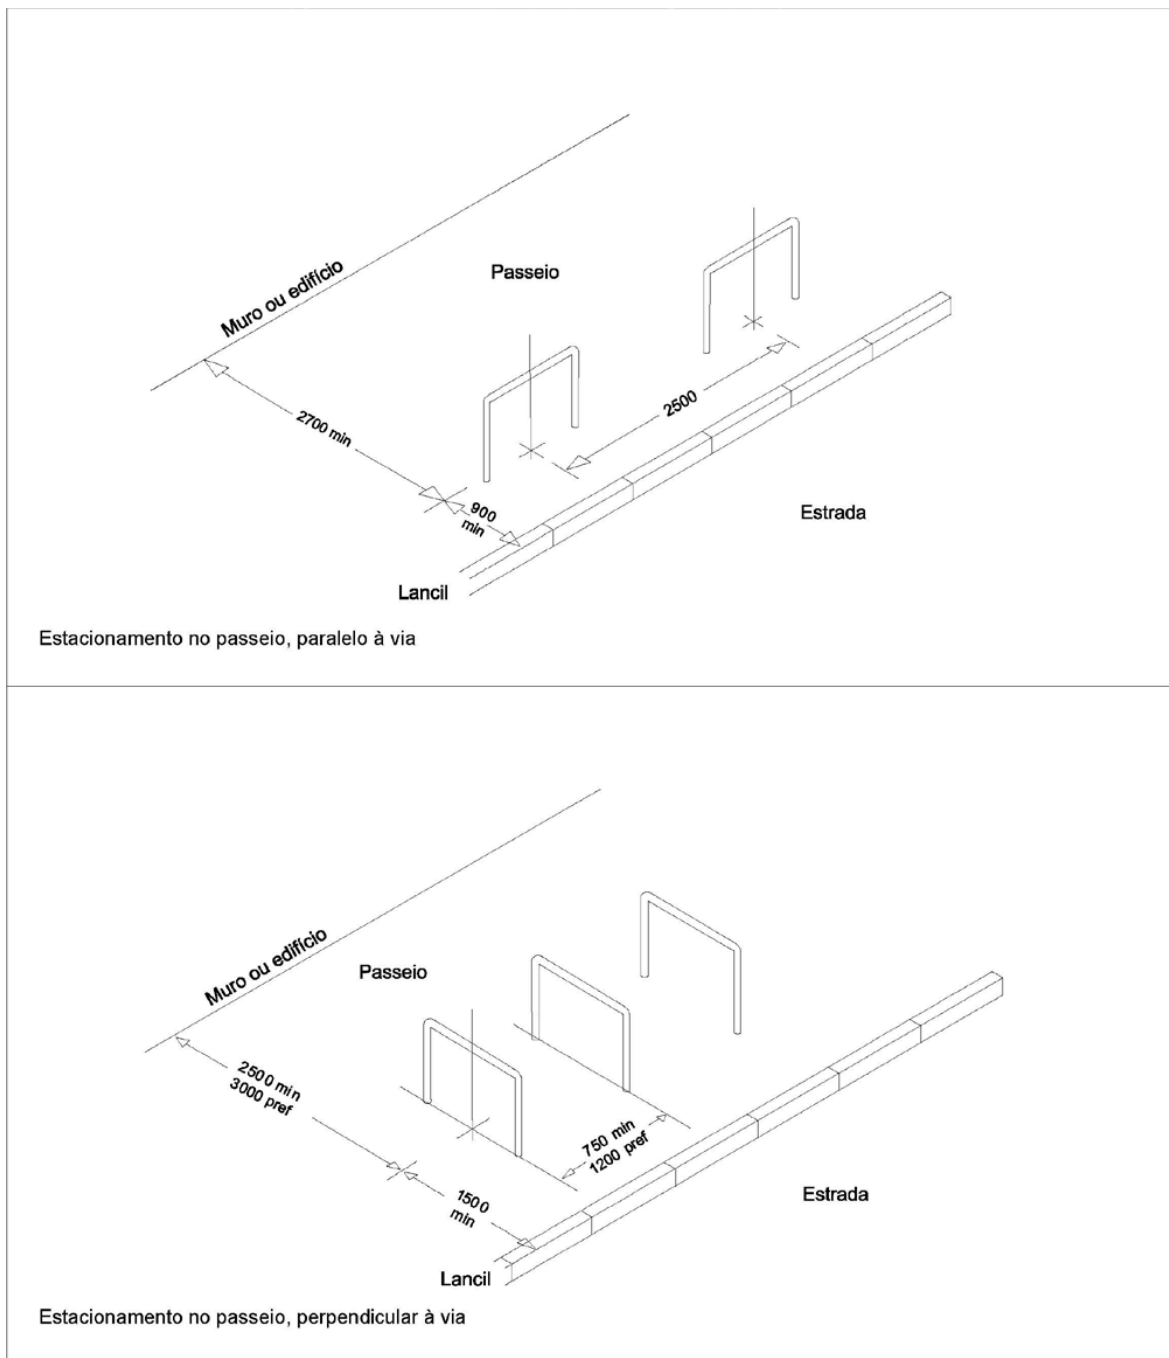 Muro ou edifício
Passeio
2700 min
2500
900
min
Estrada
Lancil
Estacionamento no passeio, paralelo à via
Muro ou edifício
Passeio
2500 min
3000 pref
750 min
1200 pref
1500
min
Estrada
Lancil
Estacionamento no passeio, perpendicular à via